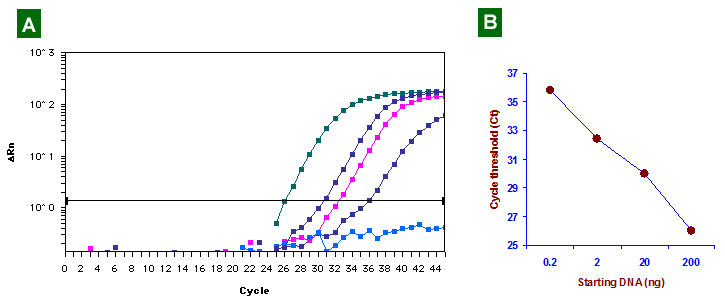 A
10^3
10^2
10^1
10^0
ΔRn
0 2 4 6 8 10 12 14 16 18 20 22 24 26 28 30 32 34 36 38 40 42 44
Cycle
B
37
35
33
31
29
27
25
Cycle threshold (Ct)
0.2 2 20 200
Starting DNA (ng)